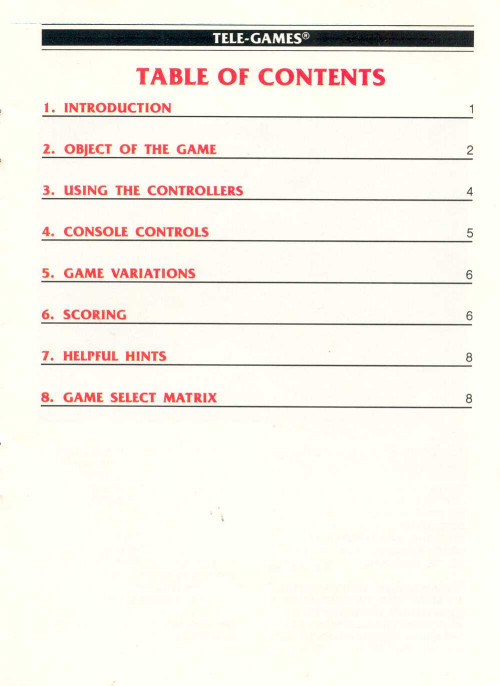 TELE-GAMES®
TABLE OF CONTENTS
1. INTRODUCTION 1
2. OBJECT OF THE GAME 2
3. USING THE CONTROLLERS 4
4. CONSOLE CONTROLS 5
5. GAME VARIATIONS 6
6. SCORING 6
7. HELPFUL HINTS 8
8. GAME SELECT MATRIX 8